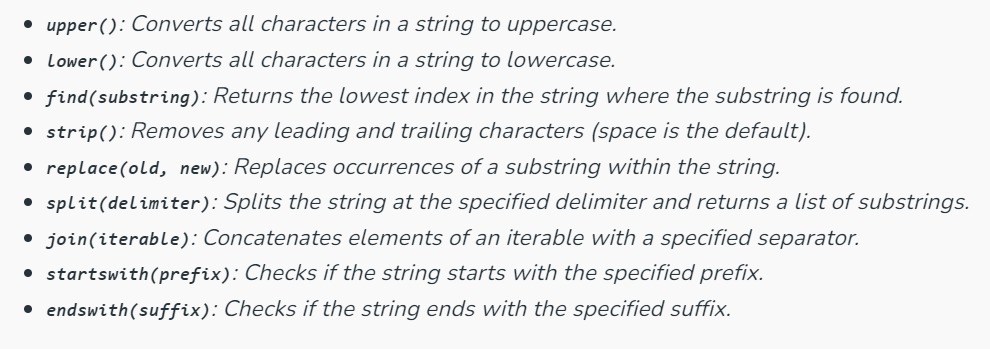 • upper(): Converts all characters in a string to uppercase.
• lower(): Converts all characters in a string to lowercase.
• find(substring): Returns the lowest index in the string where the substring is found.
• strip(): Removes any leading and trailing characters (space is the default).
• replace(old, new): Replaces occurrences of a substring within the string.
• split(delimiter): Splits the string at the specified delimiter and returns a list of substrings.
• join(iterable): Concatenates elements of an iterable with a specified separator.
• startswith(prefix): Checks if the string starts with the specified prefix.
• endswith(suffix): Checks if the string ends with the specified suffix.